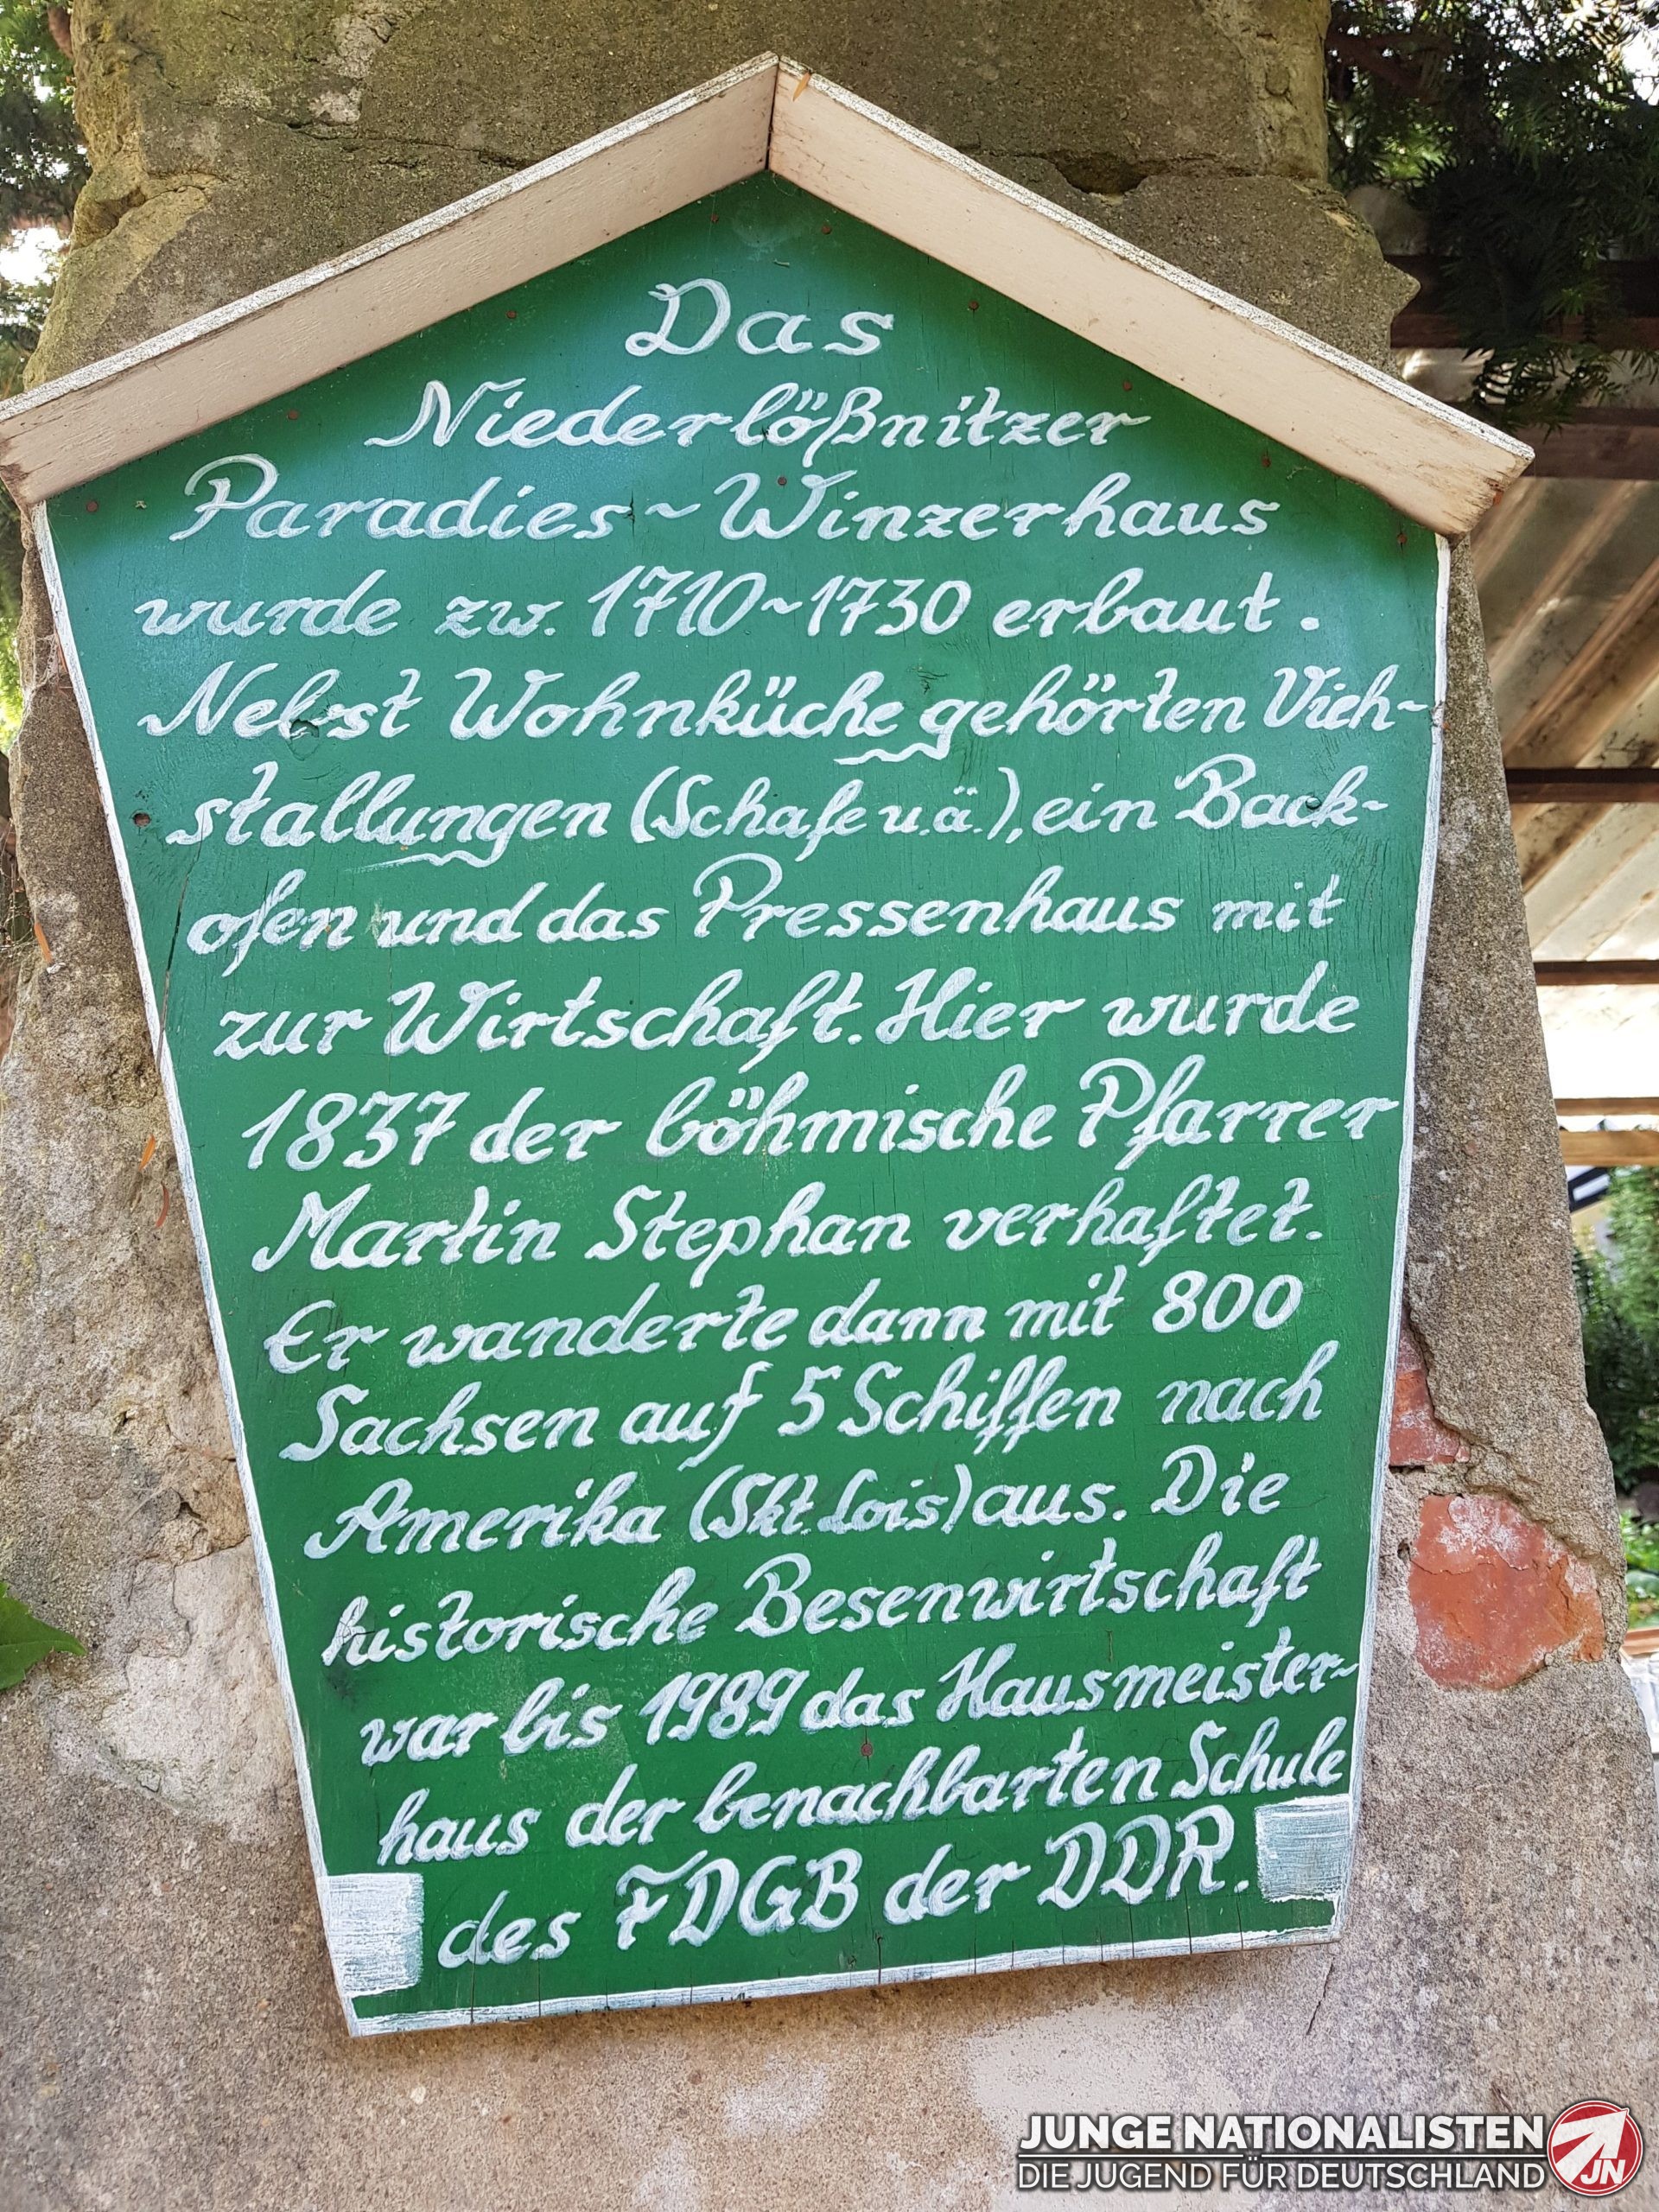 Das
Niederlößnitzer
Paradies~Winzerhaus
wurde zw. 1710~1730 erbaut.
Nebst Wohnküche gehörten Vieh-
stallungen (Schafe u.ä.), ein Back-
ofen und das Pressenhaus mit
zur Wirtschaft. Hier wurde
1837 der böhmische Pfarrer
Martin Stephan verhaftet.
Er wanderte dann mit 800
Sachsen auf 5 Schiffen nach
Amerika (Skt. Lois) aus. Die
historische Besenwirtschaft
war bis 1989 das Hausmeister-
haus der benachbarten Schule
des FDGB der DDR.
JUNGE NATIONALISTEN
DIE JUGEND FÜR DEUTSCHLAND
JN